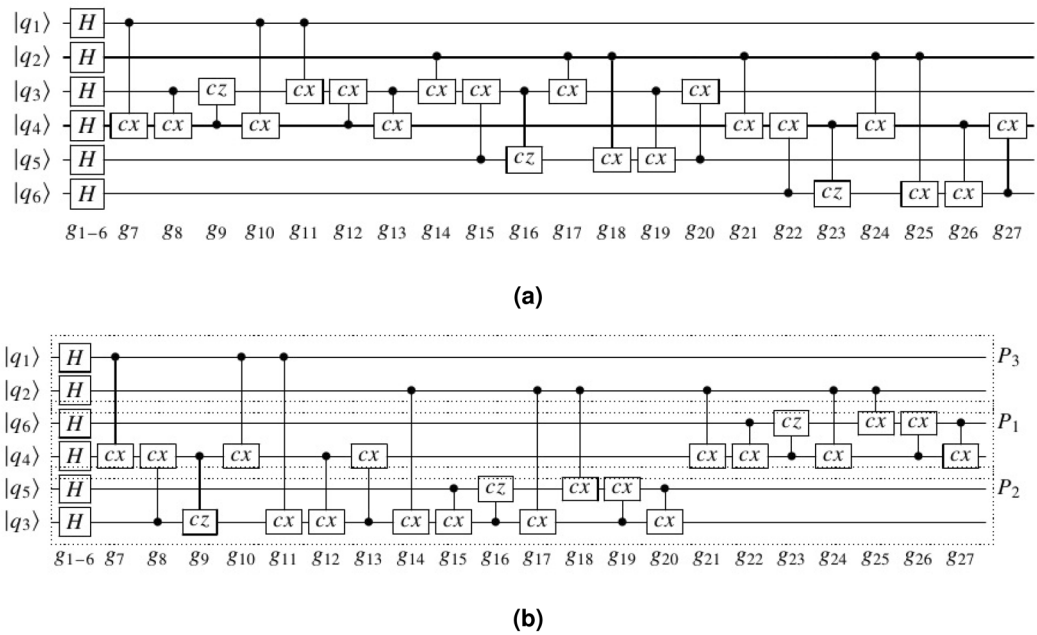 |q₁⟩ H
|q₂⟩ H cx cx
|q₃⟩ H cz cx cx cx cx cx cx
|q₄⟩ H cx cx cx cx cx cx cx cx
|q₅⟩ H cz cx cx
|q₆⟩ H cz cx cx
g₁₋₆ g₇ g₈ g₉ g₁₀ g₁₁ g₁₂ g₁₃ g₁₄ g₁₅ g₁₆ g₁₇ g₁₈ g₁₉ g₂₀ g₂₁ g₂₂ g₂₃ g₂₄ g₂₅ g₂₆ g₂₇
(a)
|q₁⟩ H P₃
|q₂⟩ H
|q₆⟩ H cz cx cx P₁
|q₄⟩ H cx cx cx cx cx cx cx cx
|q₅⟩ H cz cx cx P₂
|q₃⟩ H cz cx cx cx cx cx cx
g₁₋₆ g₇ g₈ g₉ g₁₀ g₁₁ g₁₂ g₁₃ g₁₄ g₁₅ g₁₆ g₁₇ g₁₈ g₁₉ g₂₀ g₂₁ g₂₂ g₂₃ g₂₄ g₂₅ g₂₆ g₂₇
(b)